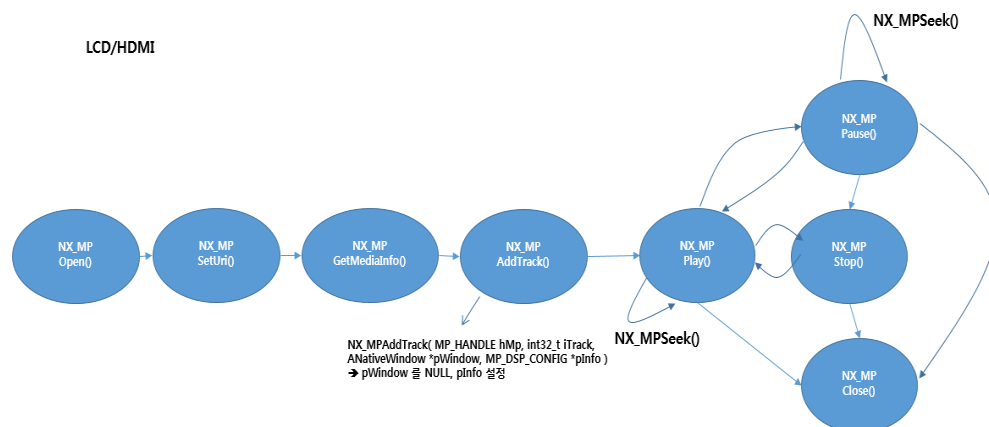 NX_MPSeek()
LCD/HDMI
NX_MP
Pause()
NX_MP
Open()
NX_MP
SetUri()
NX_MP
GetMediaInfo()
NX_MP
AddTrack()
NX_MP
Play()
NX_MP
Stop()
NX_MPSeek()
NX_MPAddTrack( MP_HANDLE hMp, int32_t iTrack,
ANativeWindow *pWindow, MP_DSP_CONFIG *pInfo )
➔ pWindow 를 NULL, pInfo 설정
NX_MP
Close()